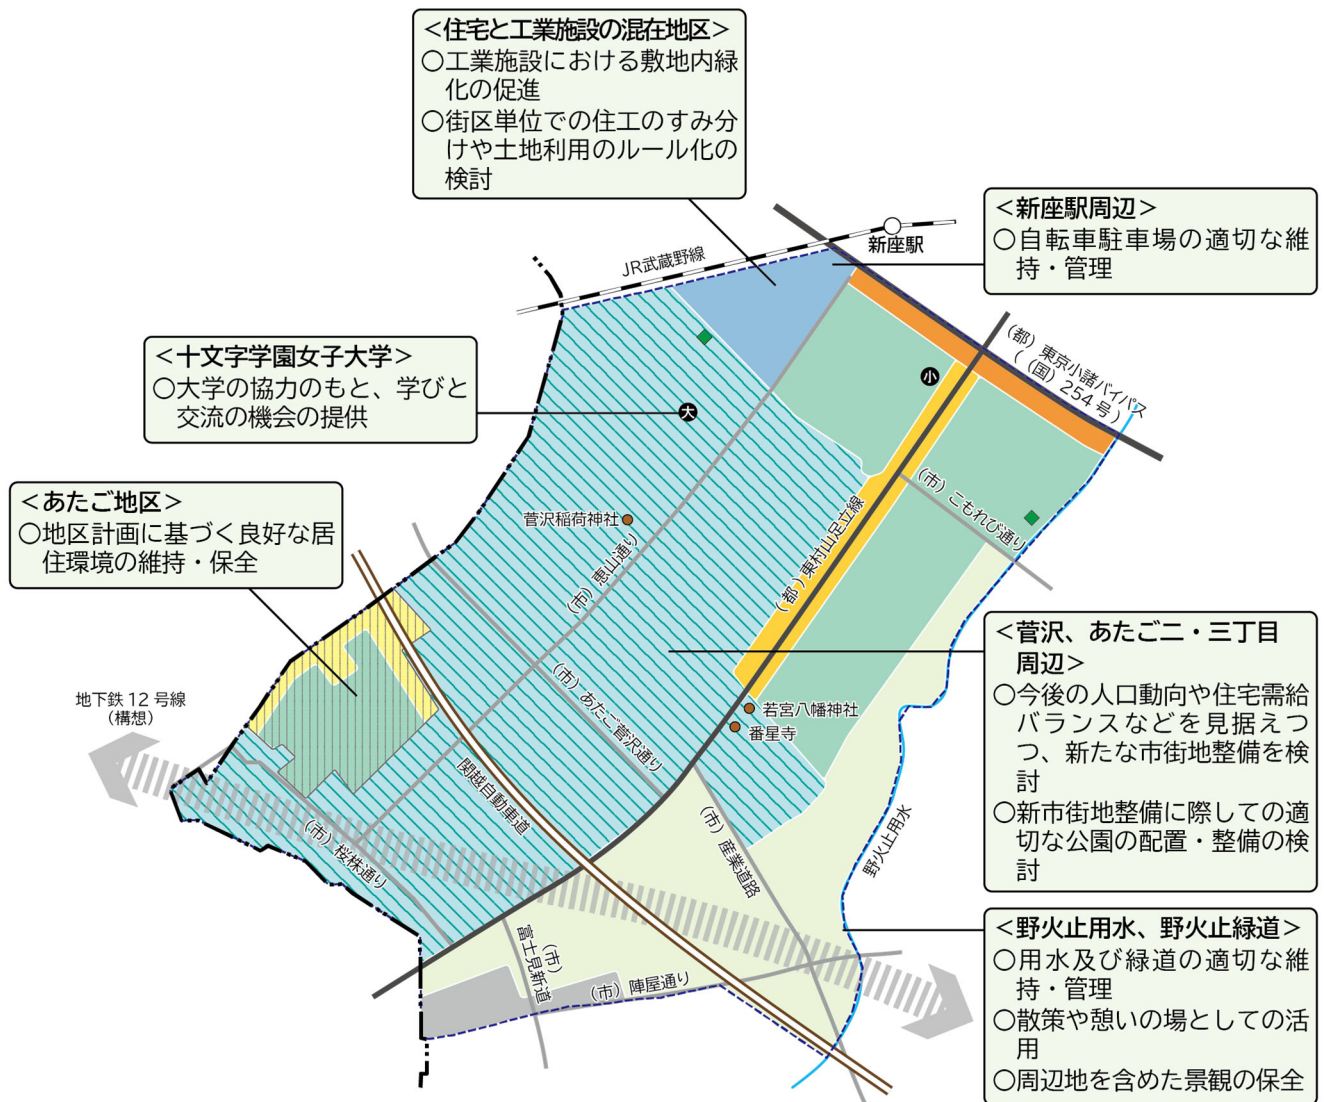 ＜住宅と工業施設の混在地区＞
○工業施設における敷地内緑
化の促進
○街区単位での住工のすみ分
けや土地利用のルール化の
検討
＜新座駅周辺＞
○自転車駐車場の適切な維
持・管理
新座駅
JR武蔵野線
（都）東京小諸バイパス
（（国）254号）
＜十文字学園女子大学＞
○大学の協力のもと、学びと
交流の機会の提供
小
大
＜あたご地区＞
○地区計画に基づく良好な居
住環境の維持・保全
菅沢稲荷神社
（市）恵山通り
（都）東村山足立線
（市）こもれび通り
＜菅沢、あたご二・三丁目
周辺＞
○今後の人口動向や住宅需給
バランスなどを見据えつ
つ、新たな市街地整備を検
討
○新市街地整備に際しての適
切な公園の配置・整備の検
討
地下鉄12号線
（構想）
（市）あたご菅沢通り
若宮八幡神社
番星寺
関越自動車道
（市）桜株通り
（市）産業道路
野火止用水
（市）
富士見新道
（市）陣屋通り
＜野火止用水、野火止緑道＞
○用水及び緑道の適切な維
持・管理
○散策や憩いの場としての活
用
○周辺地を含めた景観の保全